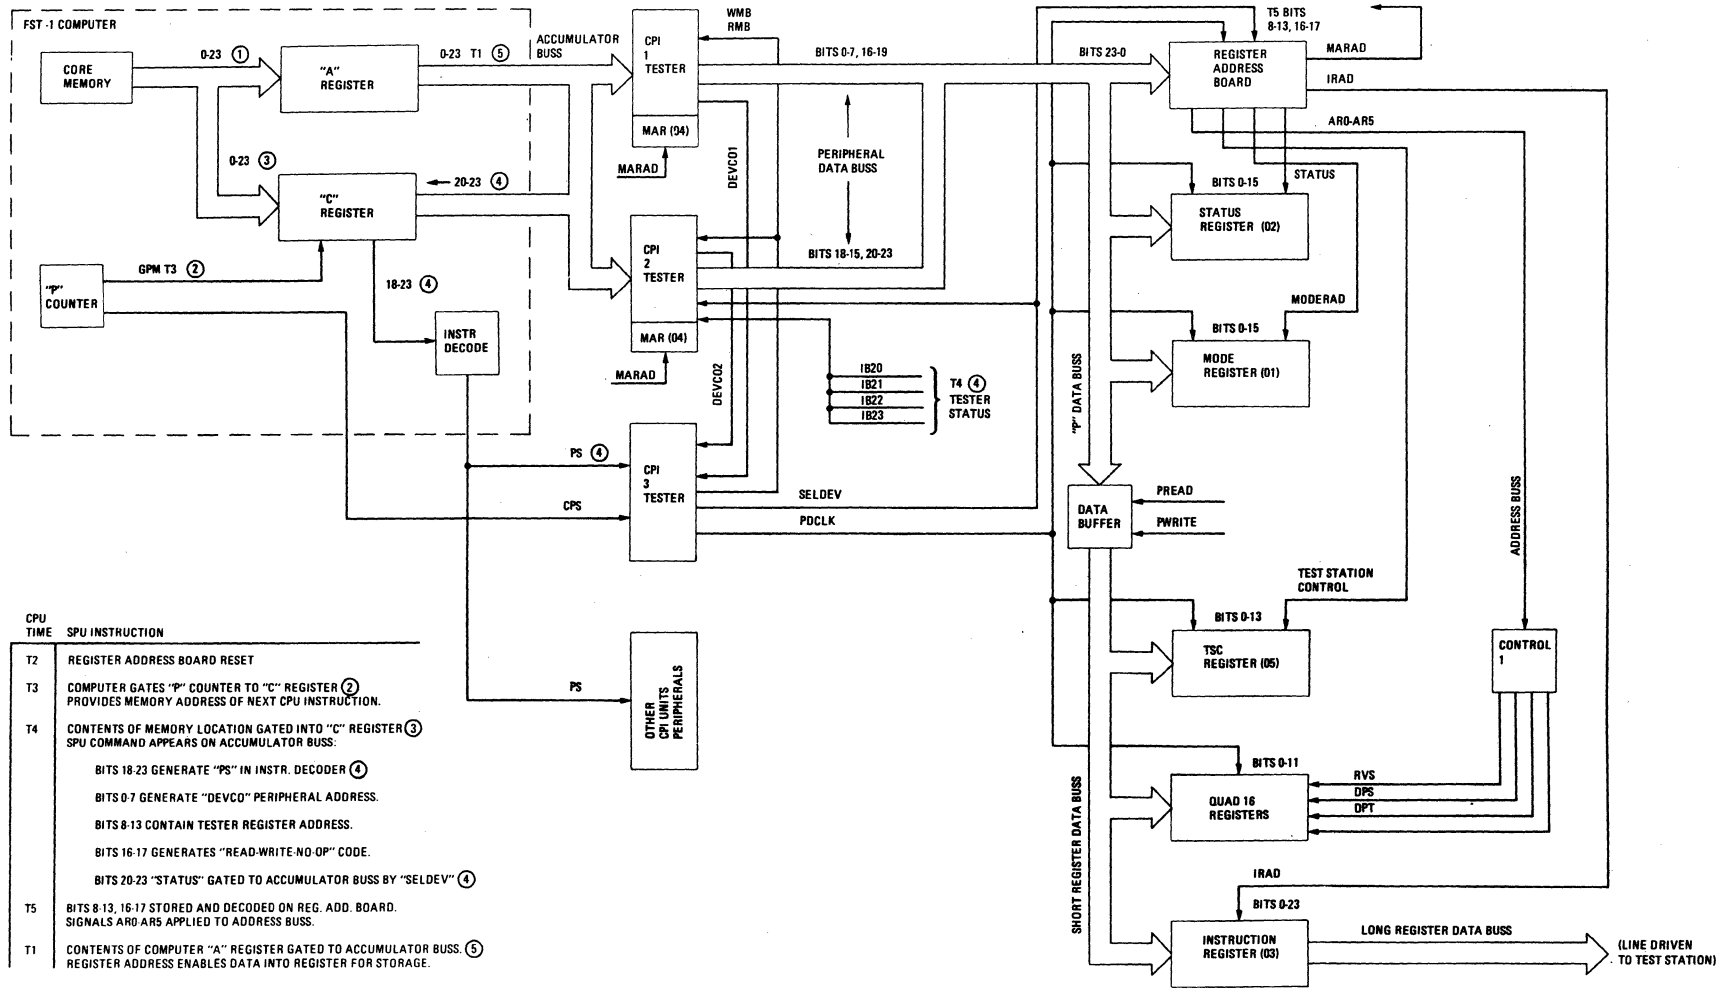 FST -1 COMPUTER
CORE
MEMORY
0-23 ①
"A"
REGISTER
0-23 T1 ⑤
ACCUMULATOR
BUSS
0-23 ③
"C"
REGISTER
20-23 ④
"P"
COUNTER
GPM T3 ②
18-23 ④
INSTR
DECODE
CPI
1
TESTER
MAR (04)
MARAD
WMB
RMB
DEVCO1
CPI
2
TESTER
MAR (04)
MARAD
DEVCO2
BITS 0-7, 16-19
PERIPHERAL
DATA BUSS
BITS 18-15, 20-23
IB20
IB21
IB22
IB23
T4 ④
TESTER
STATUS
PS ④
CPS
CPI
3
TESTER
SELDEV
PDCLK
PS
OTHER
CPI UNITS
PERIPHERALS
BITS 23-0
T5 BITS
8-13, 16-17
REGISTER
ADDRESS
BOARD
MARAD
IRAD
AR0-AR5
STATUS
BITS 0-15
STATUS
REGISTER (02)
MODERAD
BITS 0-15
MODE
REGISTER (01)
"P" DATA BUSS
DATA
BUFFER
PREAD
PWRITE
ADDRESS BUSS
TEST STATION
CONTROL
BITS 0-13
TSC
REGISTER (05)
CONTROL
1
BITS 0-11
QUAD 16
REGISTERS
RVS
DPS
DPT
SHORT REGISTER DATA BUSS
IRAD
BITS 0-23
INSTRUCTION
REGISTER (03)
LONG REGISTER DATA BUSS
(LINE DRIVEN
TO TEST STATION)
CPU
TIME SPU INSTRUCTION
T2 REGISTER ADDRESS BOARD RESET
T3 COMPUTER GATES "P" COUNTER TO "C" REGISTER ②
PROVIDES MEMORY ADDRESS OF NEXT CPU INSTRUCTION.
T4 CONTENTS OF MEMORY LOCATION GATED INTO "C" REGISTER ③
SPU COMMAND APPEARS ON ACCUMULATOR BUSS:
BITS 18-23 GENERATE "PS" IN INSTR. DECODER ④
BITS 0-7 GENERATE "DEVCO" PERIPHERAL ADDRESS.
BITS 8-13 CONTAIN TESTER REGISTER ADDRESS.
BITS 16-17 GENERATES "READ-WRITE-NO-OP" CODE.
BITS 20-23 "STATUS" GATED TO ACCUMULATOR BUSS BY "SELDEV" ④
T5 BITS 8-13, 16-17 STORED AND DECODED ON REG. ADD. BOARD.
SIGNALS AR0-AR5 APPLIED TO ADDRESS BUSS.
T1 CONTENTS OF COMPUTER "A" REGISTER GATED TO ACCUMULATOR BUSS. ⑤
REGISTER ADDRESS ENABLES DATA INTO REGISTER FOR STORAGE.